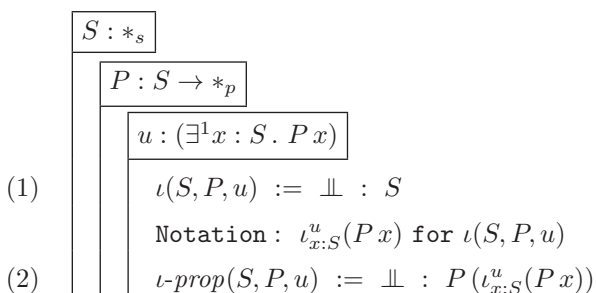 S : ∗ₛ
P : S → ∗ₚ
u : (∃¹x : S . P x)
(1) ι(S, P, u) := ⫫ : S
Notation : ιᵘₓ:S(P x) for ι(S, P, u)
(2) ι-prop(S, P, u) := ⫫ : P (ιᵘₓ:S(P x))